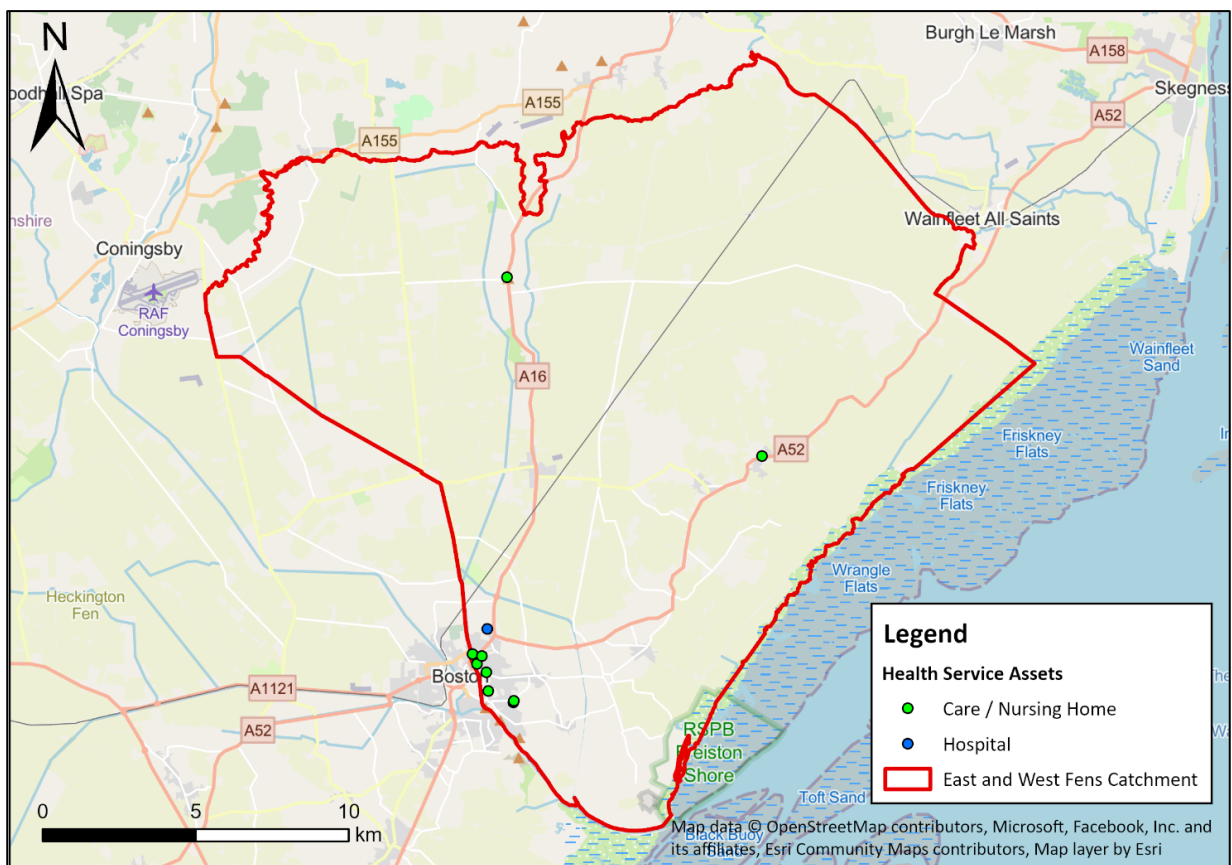 N
Burgh Le Marsh
A158
Skegness
A155
A155
A52
Wainfleet All Saints
Coningsby
RAF
Coningsby
A16
Wainfleet
Sand
Friskney
Flats
A52
Friskney
Flats
Wrangle
Flats
Heckington
Fen
A1121
A52
RSPB
Shore
Toft Sand
Legend
Health Service Assets
Care / Nursing Home
Hospital
East and West Fens Catchment
0 5 10
km
Map data © OpenStreetMap contributors, Microsoft, Facebook, Inc. and
its affiliates, Esri Community Maps contributors, Map layer by Esri